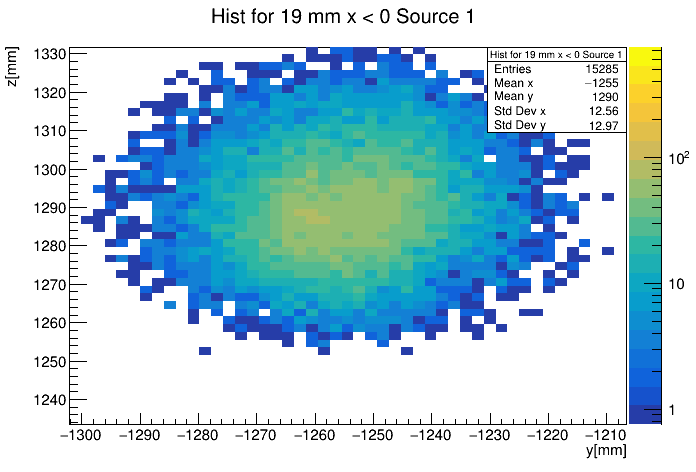 Hist for 19 mm x < 0 Source 1
z[mm]
1330
1320
1310
1300
1290
1280
1270
1260
1250
1240
Hist for 19 mm x < 0 Source 1
Entries 15285
Mean x −1255
Mean y 1290
Std Dev x 12.56
Std Dev y 12.97
10²
10
1
−1300 −1290 −1280 −1270 −1260 −1250 −1240 −1230 −1220 −1210
y[mm]